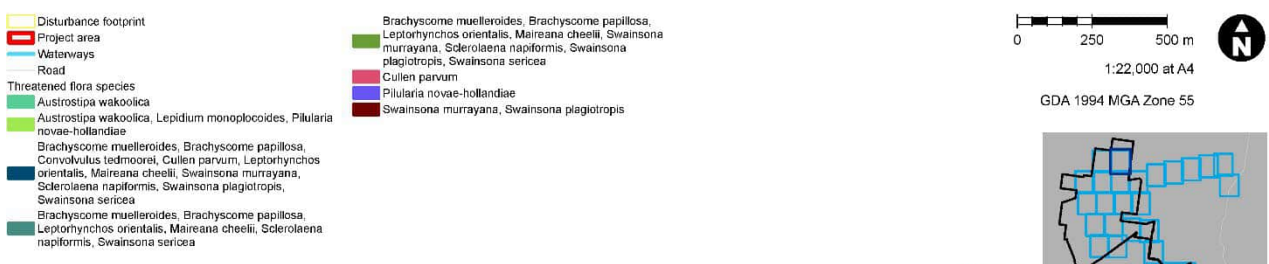 Disturbance footprint
Project area
Waterways
Road
Threatened flora species
Austrostipa wakoolica
Austrostipa wakoolica, Lepidium monoplocoides, Pilularia
novae-hollandiae
Brachyscome muelleroides, Brachyscome papillosa,
Convolvulus tedmoorei, Cullen parvum, Leptorhynchos
orientalis, Maireana cheelii, Swainsona murrayana,
Sclerolaena napiformis, Swainsona plagiotropis,
Swainsona sericea
Brachyscome muelleroides, Brachyscome papillosa,
Leptorhynchos orientalis, Maireana cheelii, Sclerolaena
napiformis, Swainsona sericea
Brachyscome muelleroides, Brachyscome papillosa,
Leptorhynchos orientalis, Maireana cheelii, Swainsona
murrayana, Sclerolaena napiformis, Swainsona
plagiotropis, Swainsona sericea
Cullen parvum
Pilularia novae-hollandiae
Swainsona murrayana, Swainsona plagiotropis
0 250 500 m
N
1:22,000 at A4
GDA 1994 MGA Zone 55